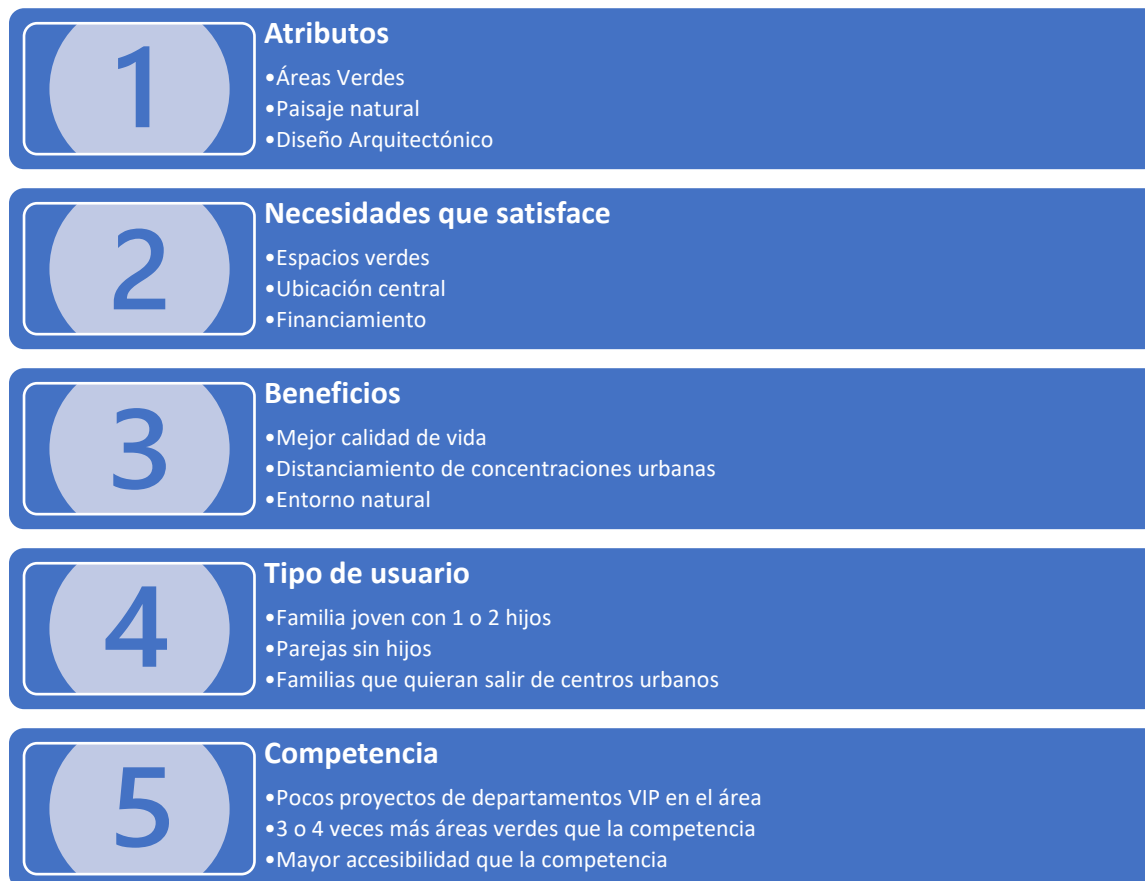 1
Atributos
•Áreas Verdes
•Paisaje natural
•Diseño Arquitectónico
2
Necesidades que satisface
•Espacios verdes
•Ubicación central
•Financiamiento
3
Beneficios
•Mejor calidad de vida
•Distanciamiento de concentraciones urbanas
•Entorno natural
4
Tipo de usuario
•Familia joven con 1 o 2 hijos
•Parejas sin hijos
•Familias que quieran salir de centros urbanos
5
Competencia
•Pocos proyectos de departamentos VIP en el área
•3 o 4 veces más áreas verdes que la competencia
•Mayor accesibilidad que la competencia